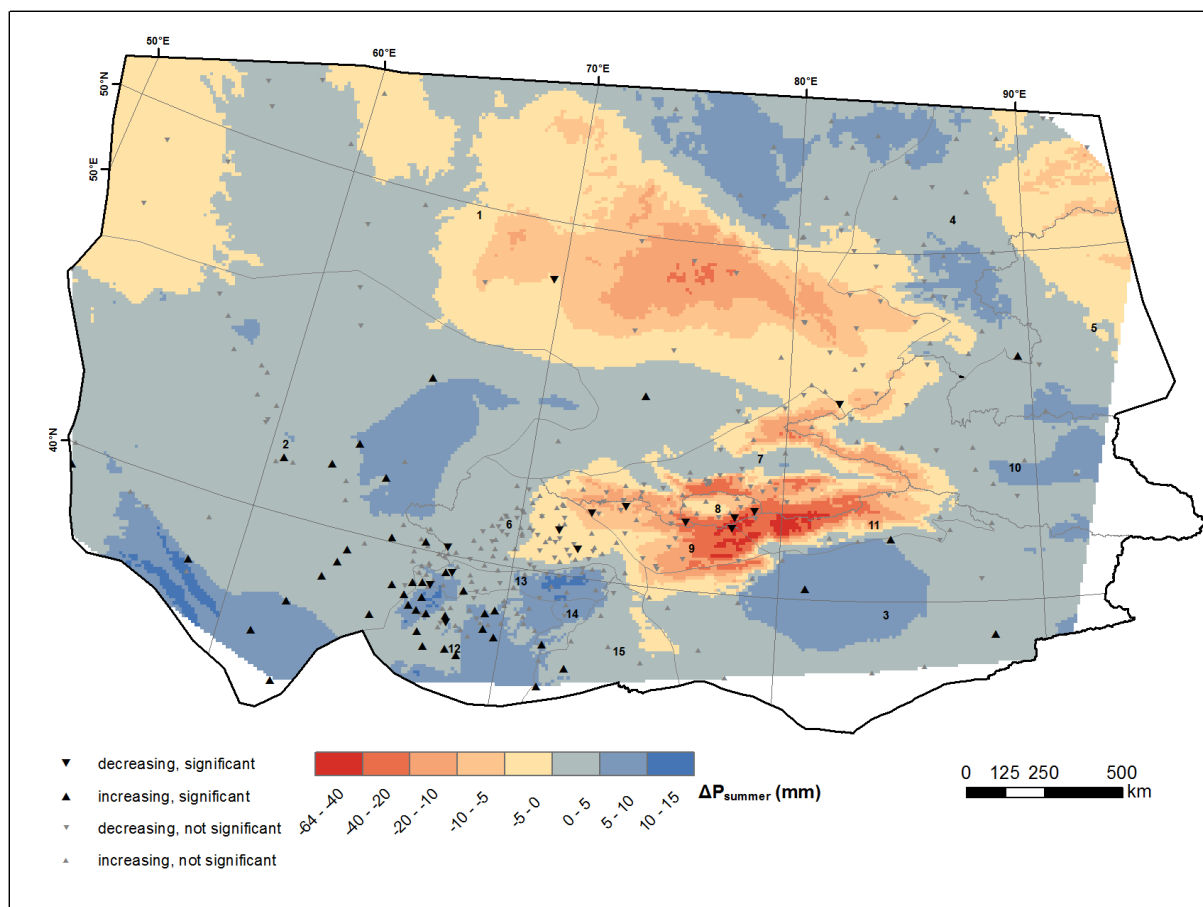 50°E
60°E
70°E
80°E
90°E
50°N
50°E
40°N
1
4
5
2
7
10
8
6
11
9
13
14
3
12
15
decreasing, significant
increasing, significant
decreasing, not significant
increasing, not significant
-64 - -40
-40 - -20
-20 - -10
-10 - -5
-5 - 0
0 - 5
5 - 10
10 - 15
ΔPsummer (mm)
0 125 250 500
km